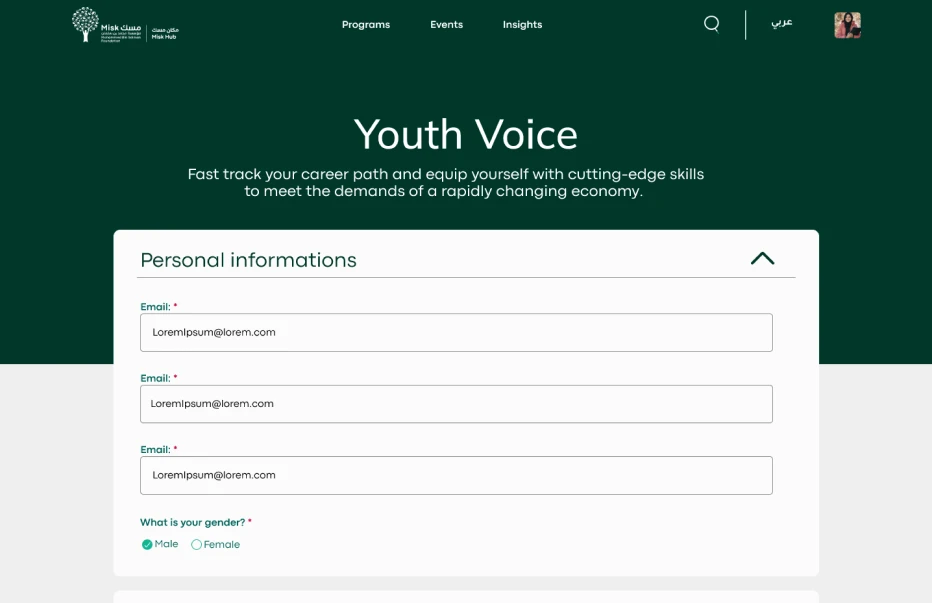 Misk مسك
مكان مسك
Misk Hub
Foundation
Programs
Events
Insights
عربي
Youth Voice
Fast track your career path and equip yourself with cutting-edge skills
to meet the demands of a rapidly changing economy.
Personal informations
Email: *
LoremIpsum@lorem.com
Email: *
LoremIpsum@lorem.com
Email: *
LoremIpsum@lorem.com
What is your gender? *
Male Female